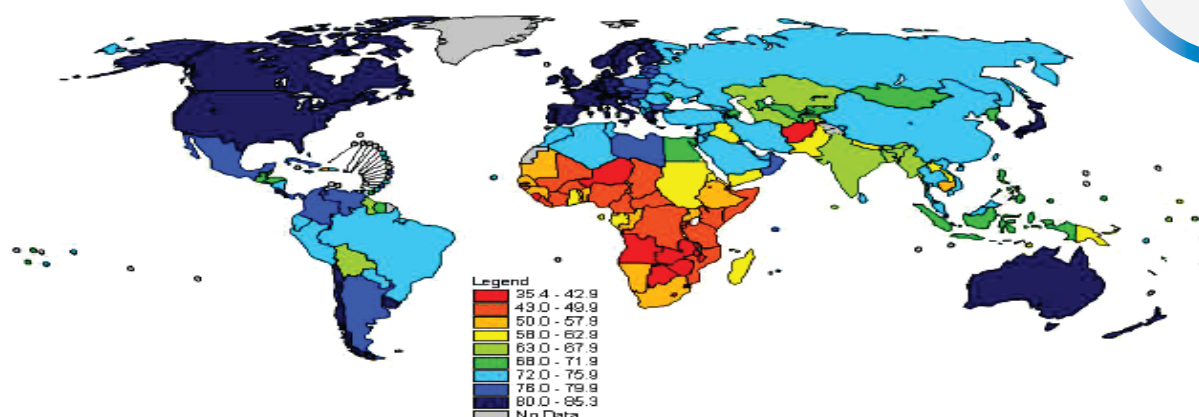 Legend
35.4 - 42.9
43.0 - 49.9
50.0 - 57.9
58.0 - 62.9
63.0 - 67.9
68.0 - 71.9
72.0 - 75.9
76.0 - 79.9
80.0 - 85.3
No Data